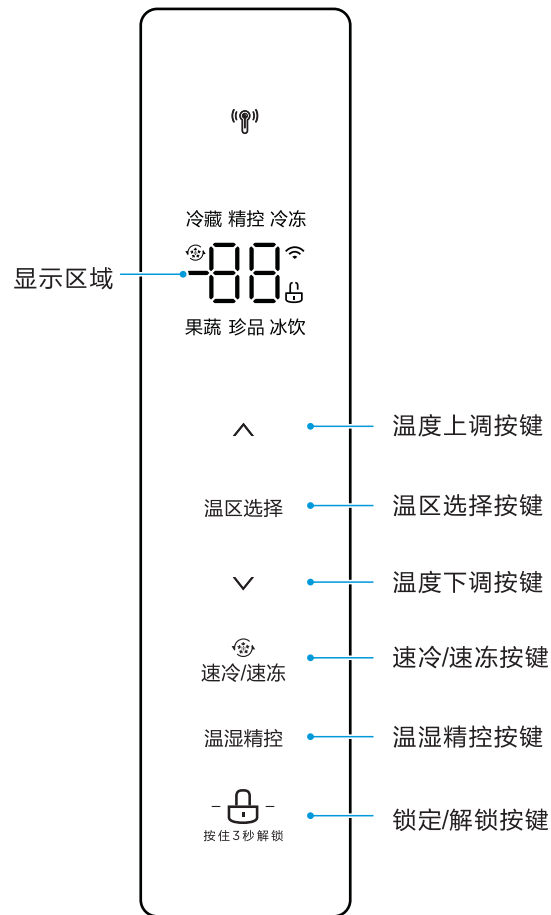 冷藏 精控 冷冻
-88
显示区域
果蔬 珍品 冰饮
温度上调按键
温区选择
温区选择按键
温度下调按键
速冷/速冻
速冷/速冻按键
温湿精控
温湿精控按键
按住3秒解锁
锁定/解锁按键